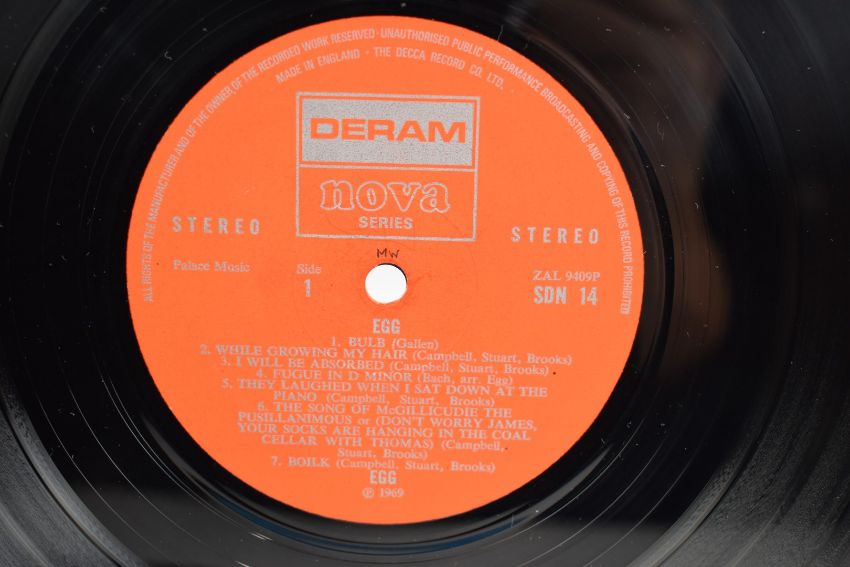 ALL RIGHTS OF THE MANUFACTURER AND OF THE OWNER OF THE RECORDED WORK RESERVED · UNAUTHORISED PUBLIC PERFORMANCE BROADCASTING AND COPYING OF THIS RECORD PROHIBITED
MADE IN ENGLAND · THE DECCA RECORD CO. LTD.
DERAM
nova
SERIES
STEREO STEREO
MW
Palace Music Side ZAL 9409P
1 SDN 14
EGG
1. BULB (Gallen)
2. WHILE GROWING MY HAIR (Campbell, Stuart, Brooks)
3. I WILL BE ABSORBED (Campbell, Stuart, Brooks)
4. FUGUE IN D MINOR (Bach, arr. Egg)
5. THEY LAUGHED WHEN I SAT DOWN AT THE
PIANO (Campbell, Stuart, Brooks)
6. THE SONG OF McGILLICUDIE THE
PUSILLANIMOUS or (DON'T WORRY JAMES,
YOUR SOCKS ARE HANGING IN THE COAL
CELLAR WITH THOMAS) (Campbell,
Stuart, Brooks)
7. BOILK (Campbell, Stuart, Brooks)
EGG
℗ 1969